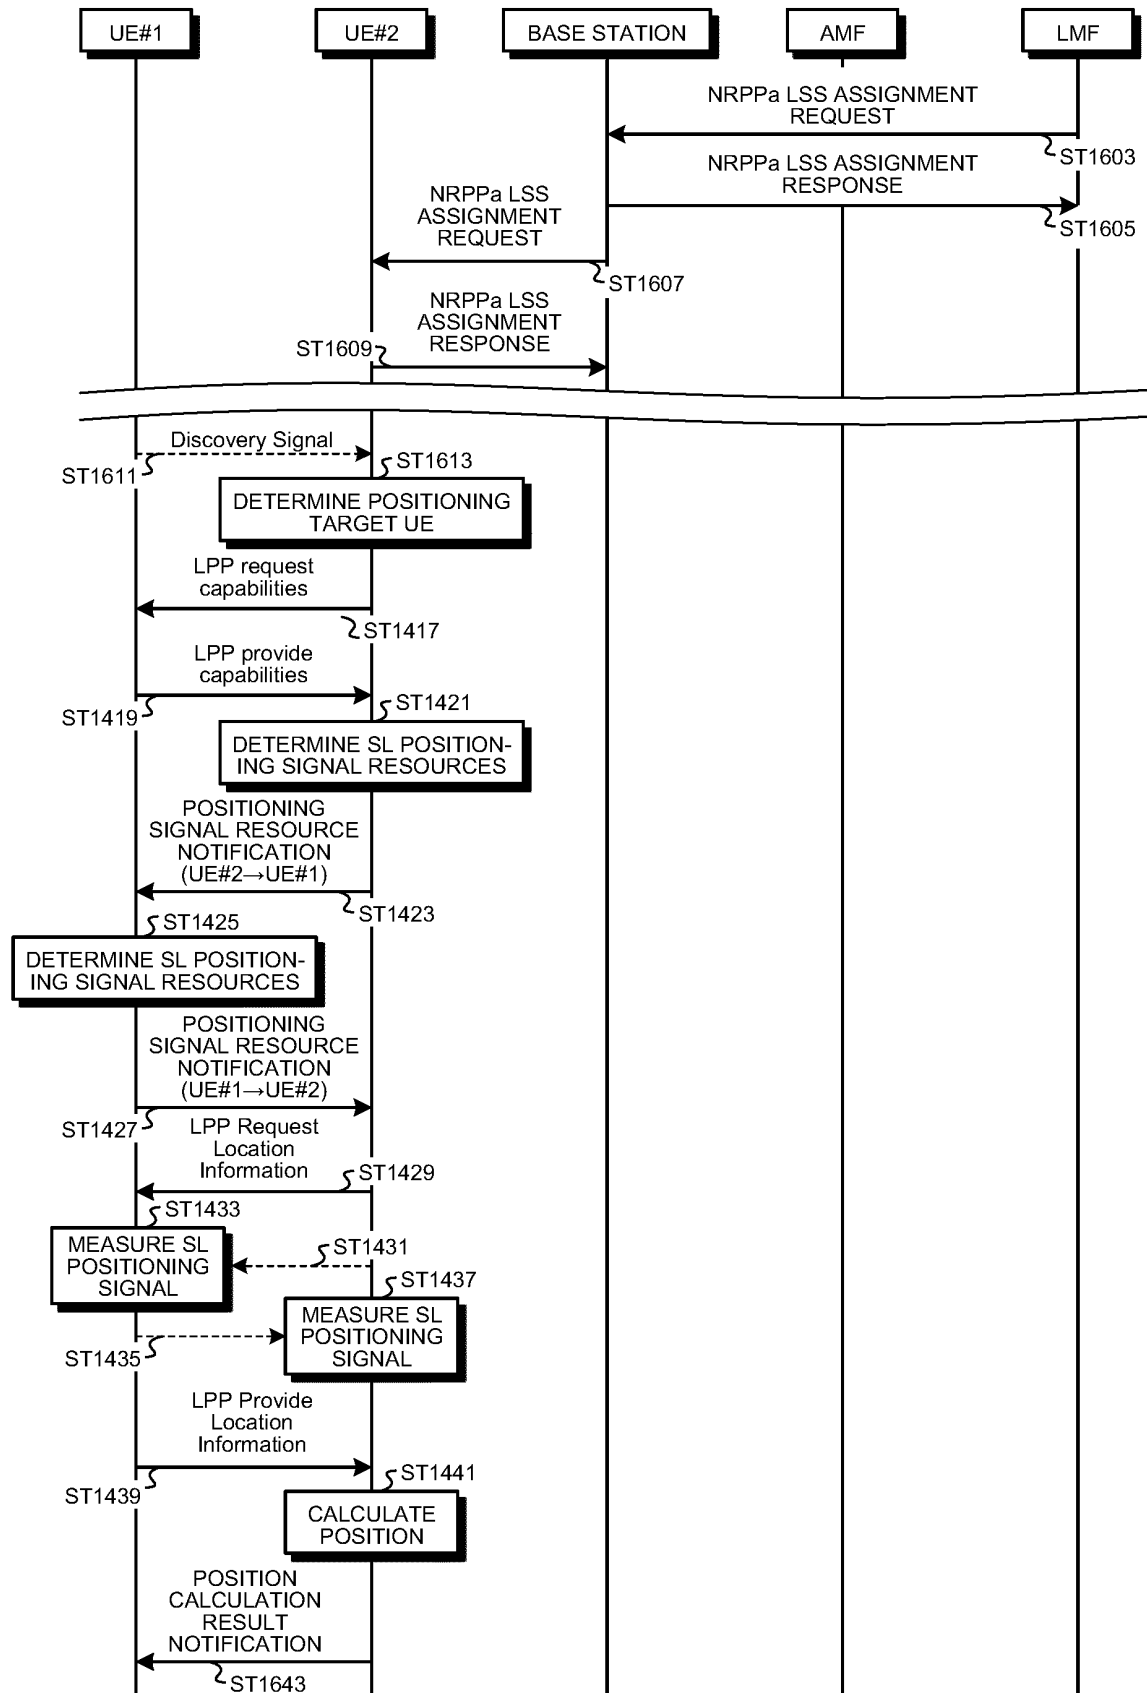 UE#1
UE#2
BASE STATION
AMF
LMF
NRPPa LSS ASSIGNMENT
REQUEST
ST1603
NRPPa LSS ASSIGNMENT
RESPONSE
ST1605
NRPPa LSS
ASSIGNMENT
REQUEST
ST1607
NRPPa LSS
ASSIGNMENT
RESPONSE
ST1609
Discovery Signal
ST1611
ST1613
DETERMINE POSITIONING
TARGET UE
LPP request
capabilities
ST1417
LPP provide
capabilities
ST1419
ST1421
DETERMINE SL POSITION-
ING SIGNAL RESOURCES
POSITIONING
SIGNAL RESOURCE
NOTIFICATION
(UE#2→UE#1)
ST1423
ST1425
DETERMINE SL POSITION-
ING SIGNAL RESOURCES
POSITIONING
SIGNAL RESOURCE
NOTIFICATION
(UE#1→UE#2)
ST1427
LPP Request
Location
Information
ST1429
ST1433
MEASURE SL
POSITIONING
SIGNAL
ST1431
ST1437
MEASURE SL
POSITIONING
SIGNAL
ST1435
LPP Provide
Location
Information
ST1439
ST1441
CALCULATE
POSITION
POSITION
CALCULATION
RESULT
NOTIFICATION
ST1643